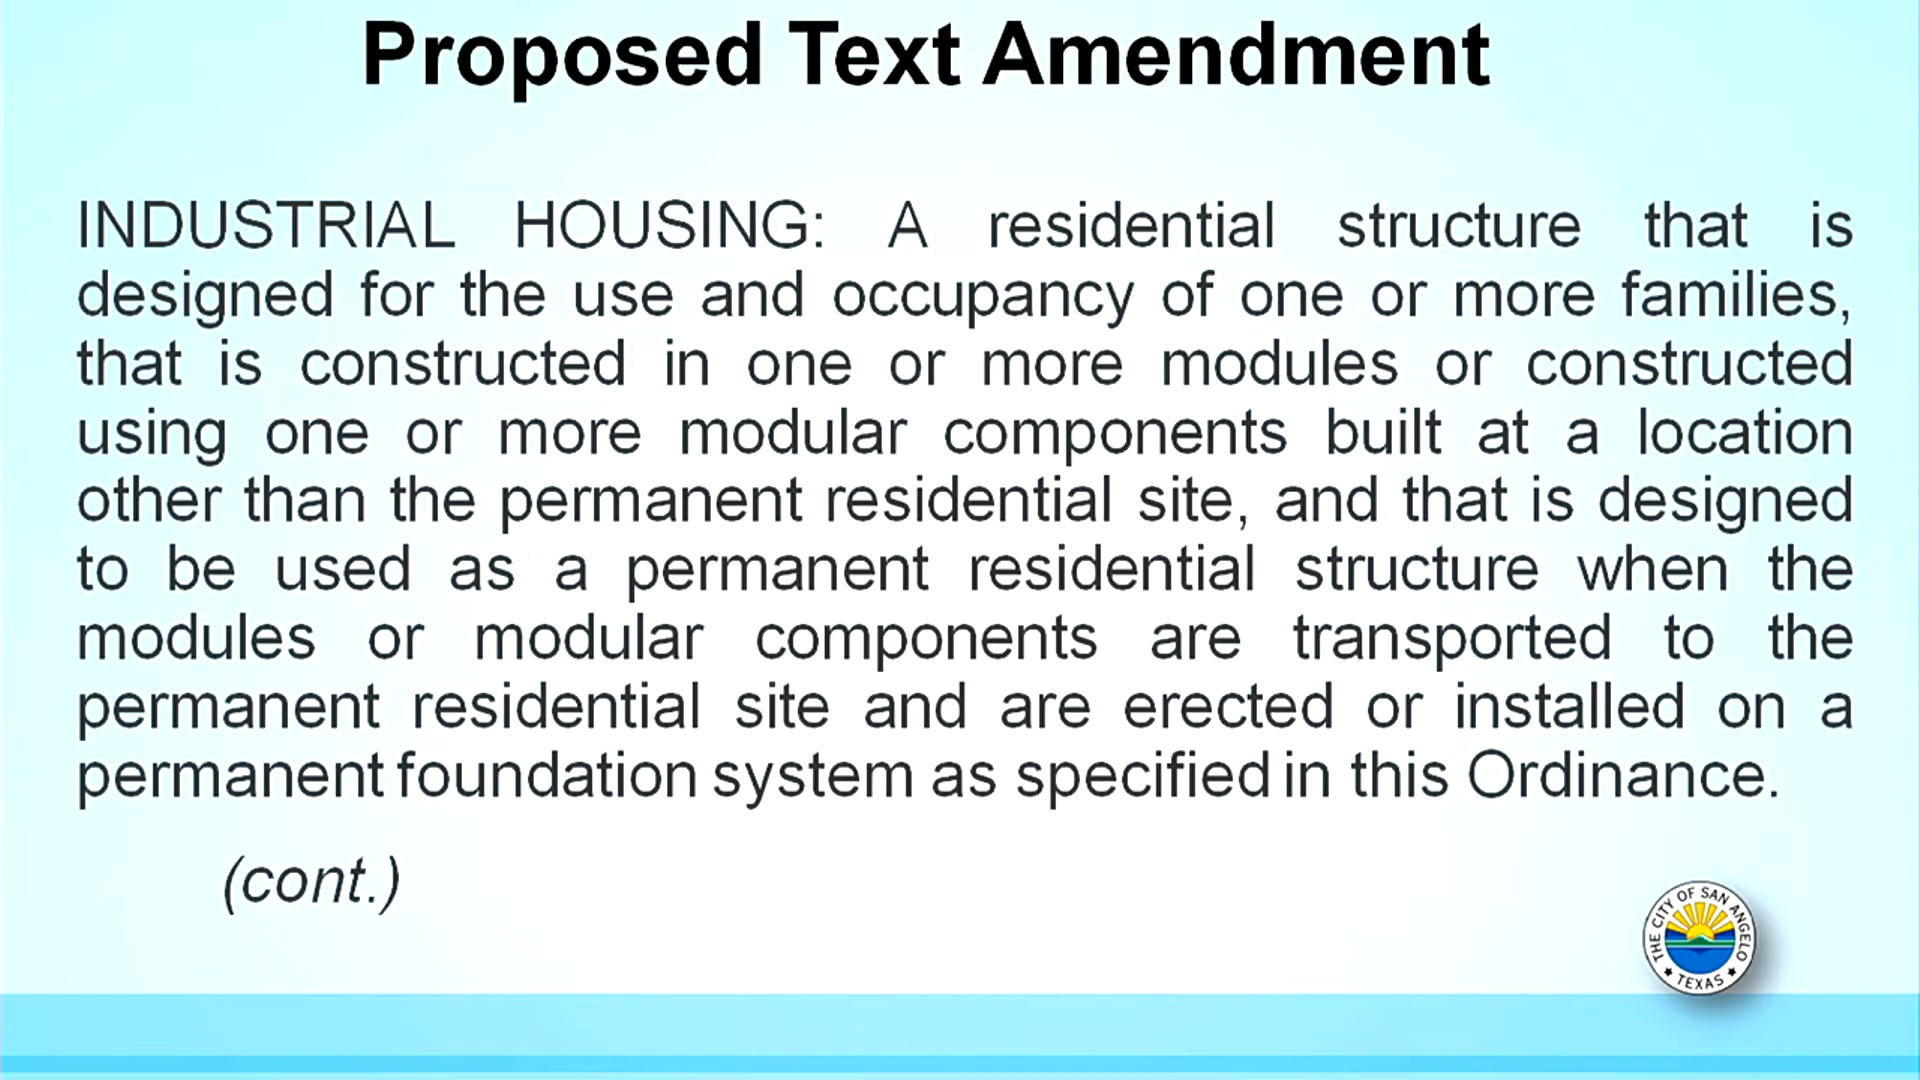 Proposed Text Amendment
INDUSTRIAL HOUSING: A residential structure that is
designed for the use and occupancy of one or more families,
that is constructed in one or more modules or constructed
using one or more modular components built at a location
other than the permanent residential site, and that is designed
to be used as a permanent residential structure when the
modules or modular components are transported to the
permanent residential site and are erected or installed on a
permanent foundation system as specified in this Ordinance.
(cont.)
THE CITY OF SAN ANGELO
TEXAS